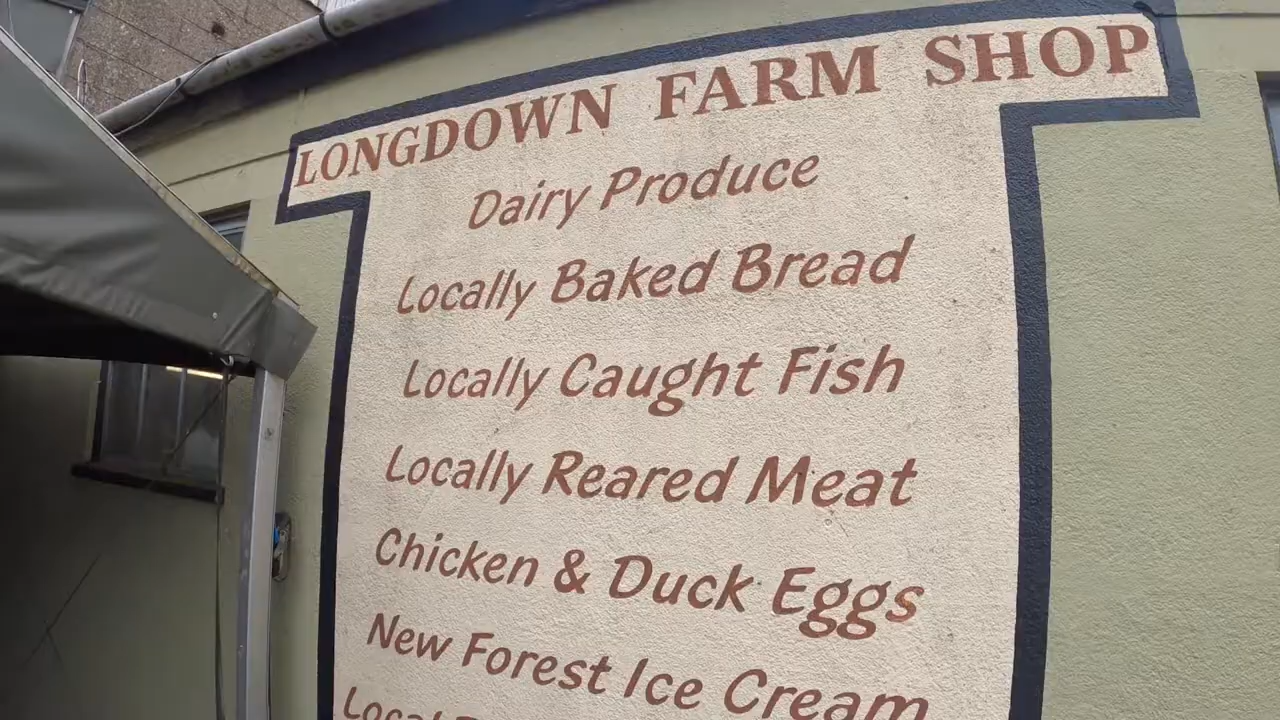 LONGDOWN FARM SHOP
Dairy Produce
Locally Baked Bread
Locally Caught Fish
Locally Reared Meat
Chicken & Duck Eggs
New Forest Ice Cream
Local